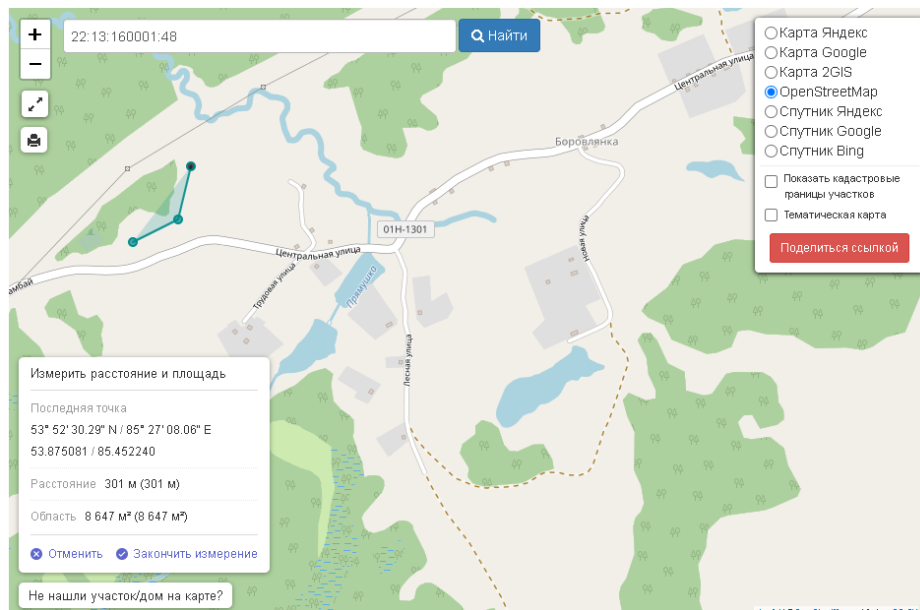 +
22:13:160001:48
Найти
−
Карта Яндекс
Карта Google
Карта 2GIS
OpenStreetMap
Спутник Яндекс
Спутник Google
Спутник Bing
Показать кадастровые
границы участков
Тематическая карта
Поделиться ссылкой
Центральная улица
Боровлянка
01Н-1301
Центральная улица
Новая улица
Прямушко
Трудовая улица
Лесная улица
Измерить расстояние и площадь
Последняя точка
53° 52' 30.29" N / 85° 27' 08.06" E
53.875081 / 85.452240
Расстояние 301 м (301 м)
Область 8 647 м² (8 647 м²)
Отменить
Закончить измерение
Не нашли участок/дом на карте?